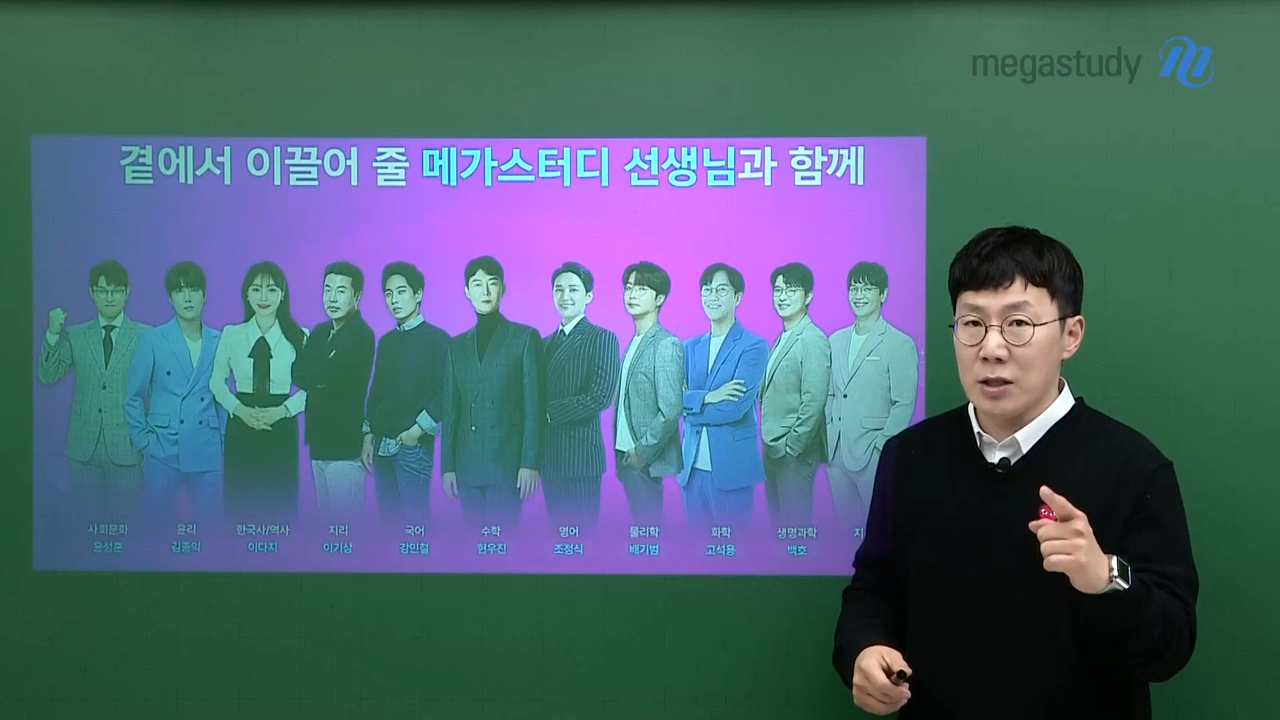 megastudy
곁에서 이끌어 줄 메가스터디 선생님과 함께
사회문화 윤리 한국사/역사 지리 국어 수학 영어 물리학 화학 생명과학 지
윤성훈 김종익 이다지 이기상 강민철 현우진 조정식 배기범 고석용 백호